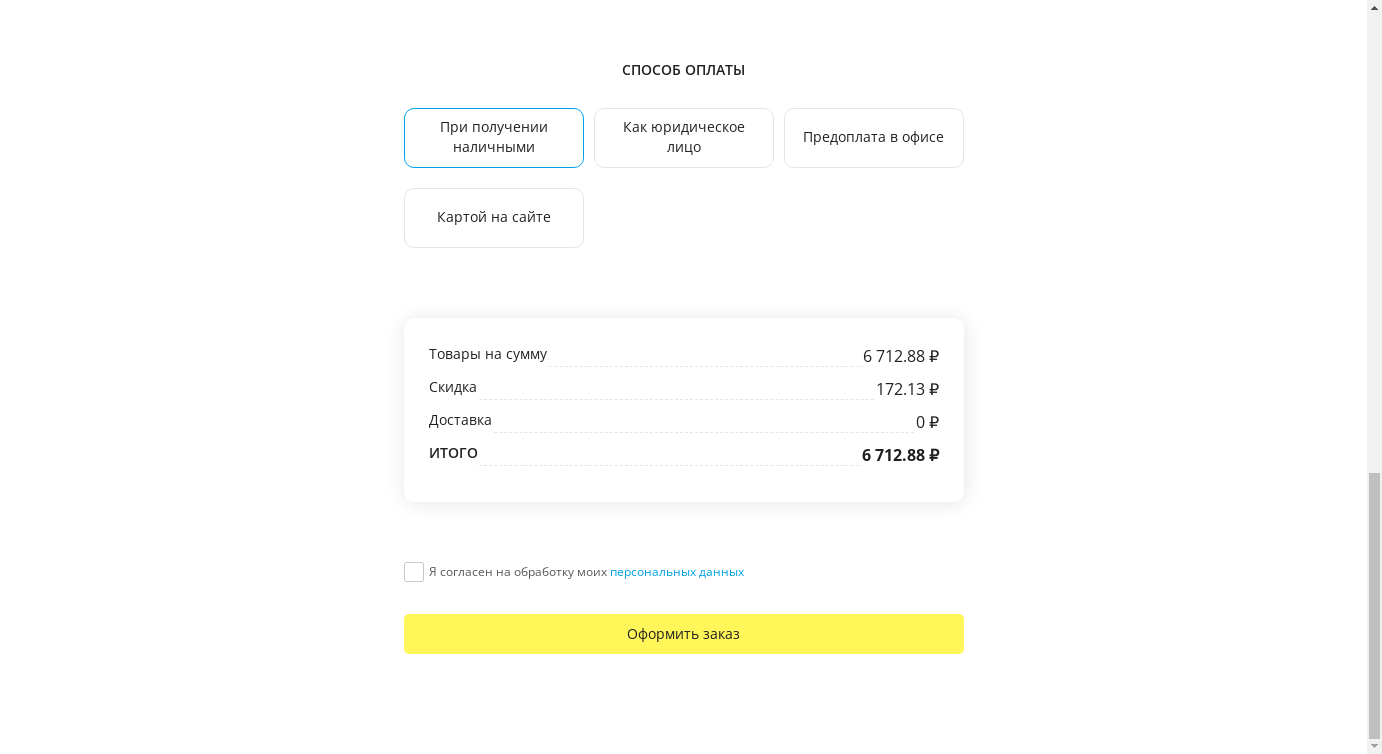 СПОСОБ ОПЛАТЫ
При получении
наличными
Как юридическое
лицо
Предоплата в офисе
Картой на сайте
Товары на сумму 6 712.88 ₽
Скидка 172.13 ₽
Доставка 0 ₽
ИТОГО 6 712.88 ₽
Я согласен на обработку моих персональных данных
Оформить заказ